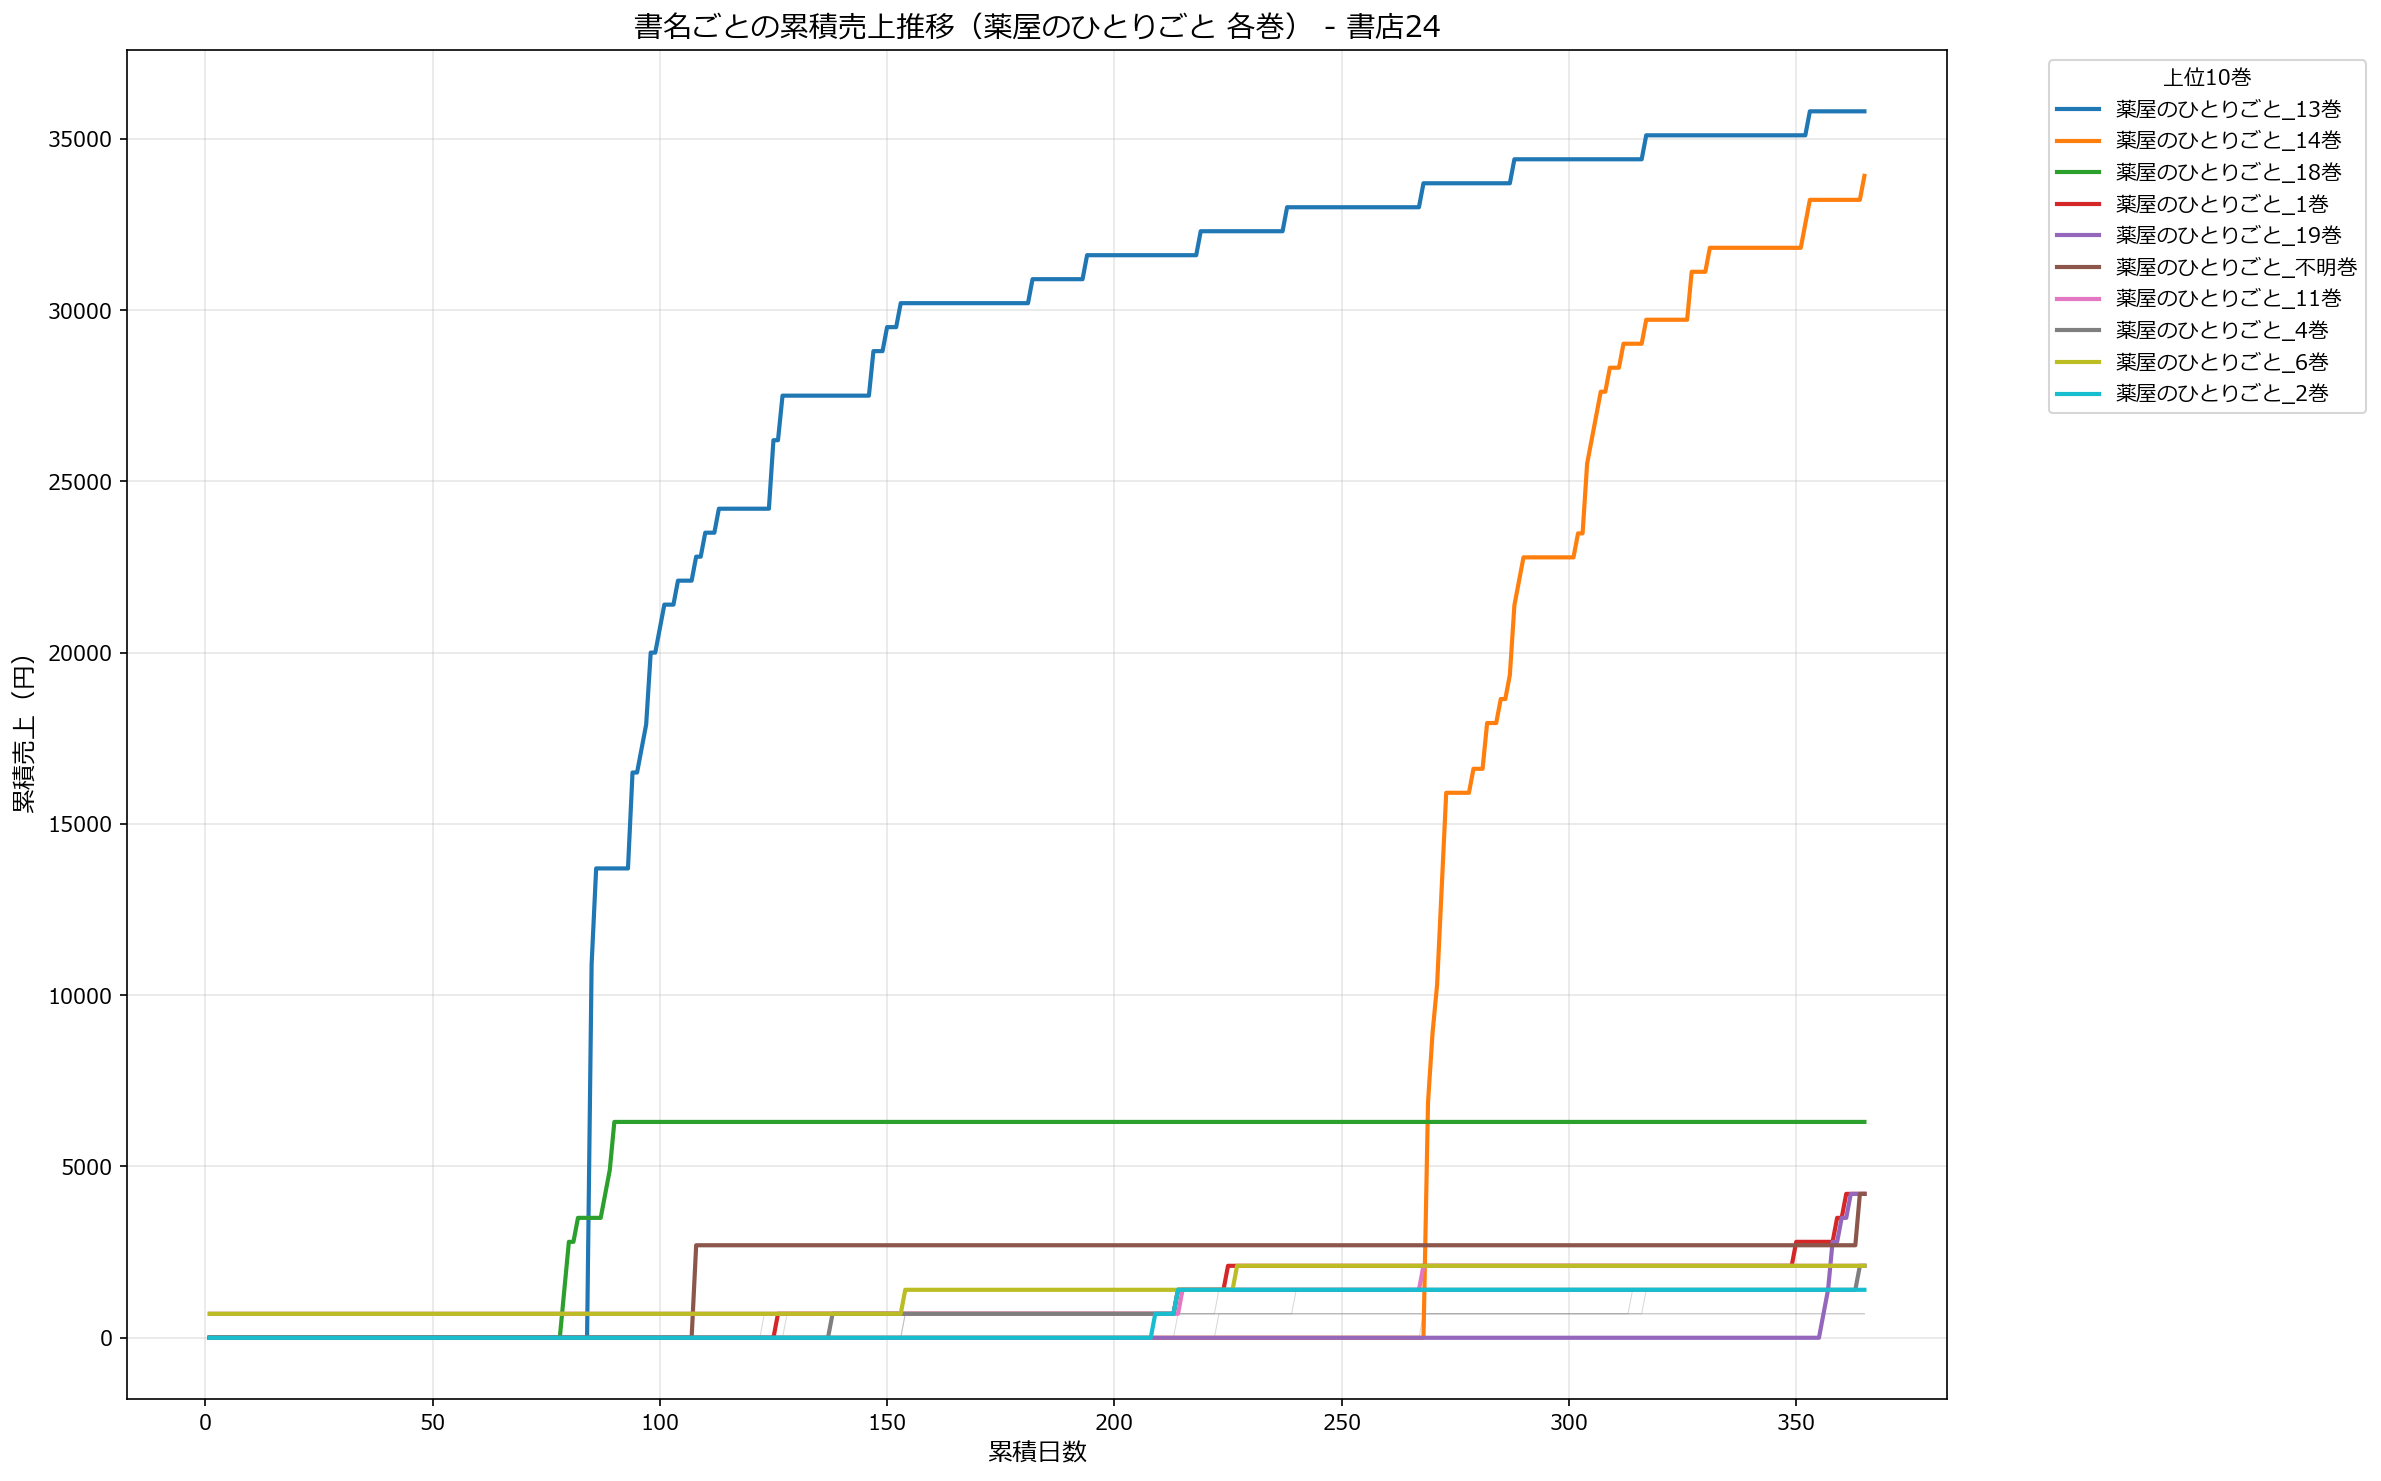 書名ごとの累積売上推移（薬屋のひとりごと 各巻） - 書店24
上位10巻
薬屋のひとりごと_13巻
薬屋のひとりごと_14巻
薬屋のひとりごと_18巻
薬屋のひとりごと_1巻
薬屋のひとりごと_19巻
薬屋のひとりごと_不明巻
薬屋のひとりごと_11巻
薬屋のひとりごと_4巻
薬屋のひとりごと_6巻
薬屋のひとりごと_2巻
累積売上（円）
35000
30000
25000
20000
15000
10000
5000
0
0 50 100 150 200 250 300 350
累積日数